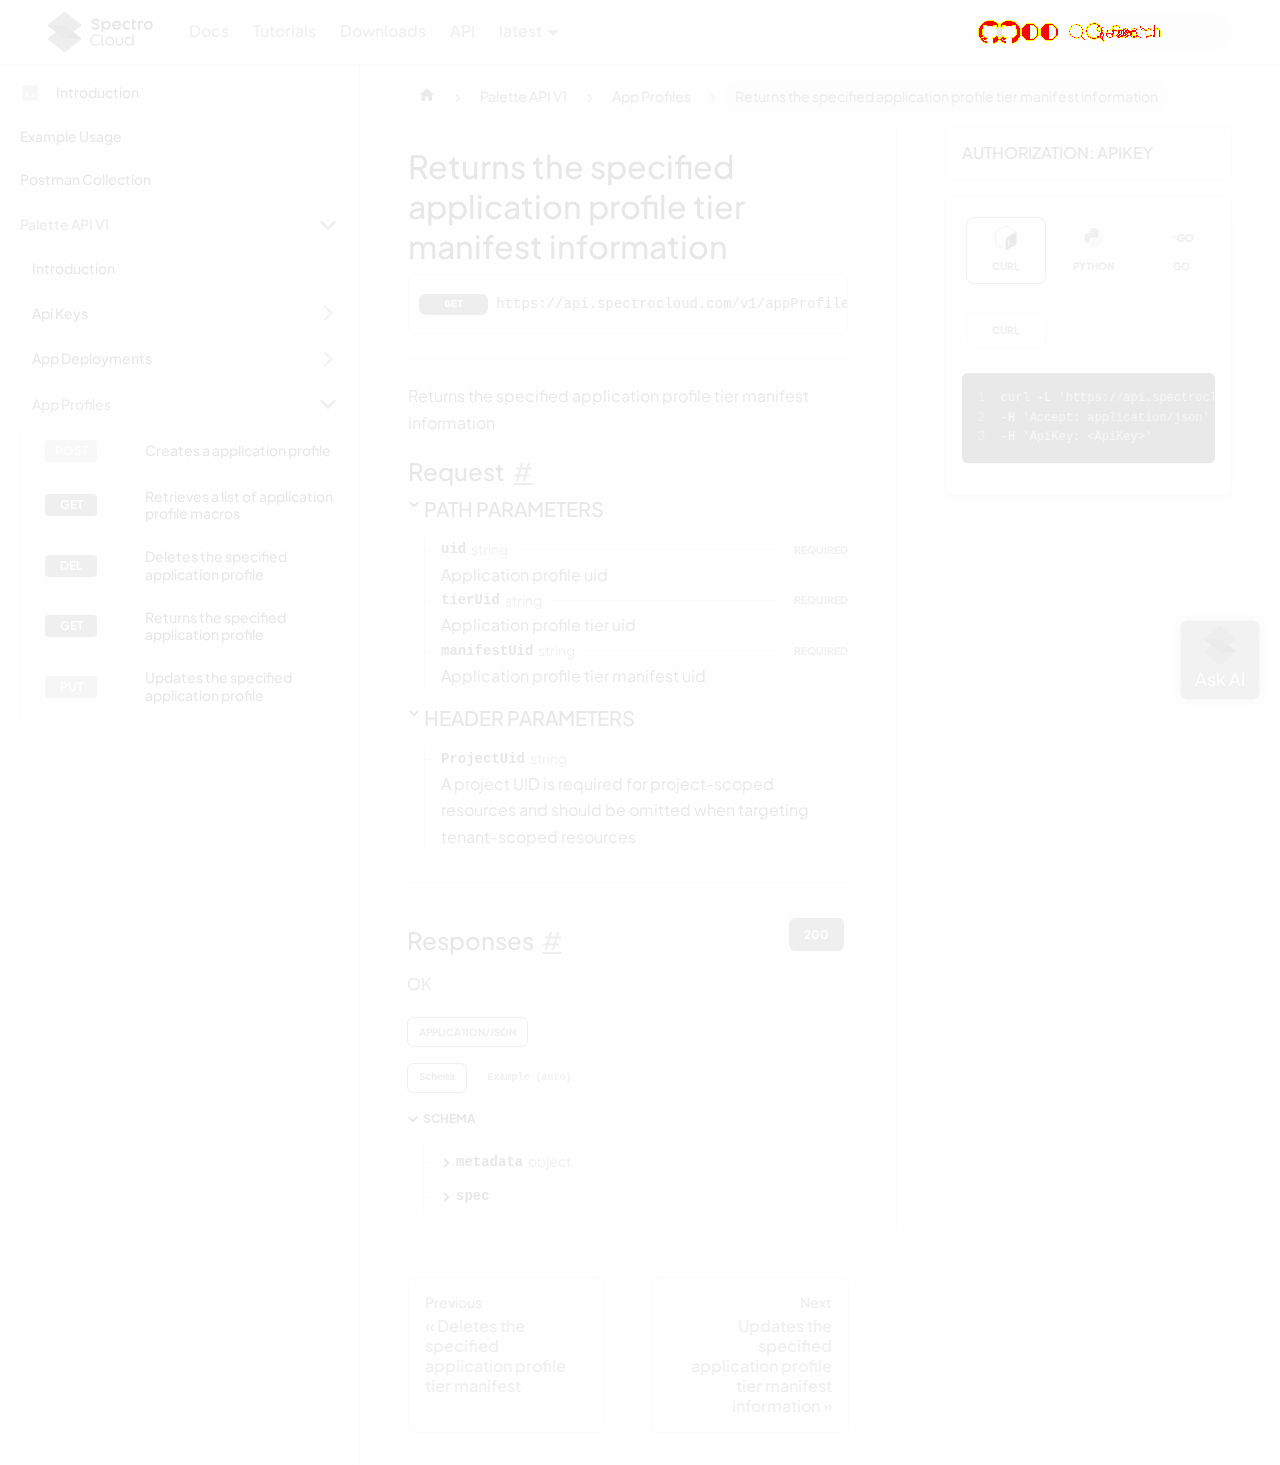 Spectro Cloud
Docs
Tutorials
Downloads
API
latest
Introduction
Example Usage
Postman Collection
Palette API V1
Introduction
Api Keys
App Deployments
App Profiles
POST Creates a application profile
GET Retrieves a list of application
profile macros
DEL Deletes the specified
application profile
GET Returns the specified
application profile
PUT Updates the specified
application profile
Palette API V1
App Profiles
Returns the specified application profile tier manifest information
Returns the specified
application profile tier
manifest information
GET https://api.spectrocloud.com/v1/appProfile
Returns the specified application profile tier manifest
information
Request #
PATH PARAMETERS
uid string REQUIRED
Application profile uid
tierUid string REQUIRED
Application profile tier uid
manifestUid string REQUIRED
Application profile tier manifest uid
HEADER PARAMETERS
ProjectUid string
A project UID is required for project-scoped
resources and should be omitted when targeting
tenant-scoped resources
Responses #
200
OK
APPLICATION/JSON
Schema
Example (auto)
SCHEMA
metadata object
spec
Previous
« Deletes the
specified
application profile
tier manifest
Next
Updates the
specified
application profile
tier manifest
information »
AUTHORIZATION: APIKEY
CURL
PYTHON
GO
GO
CURL
1 curl -L 'https://api.spectrocl
2 -H 'Accept: application/json'
3 -H 'ApiKey: <ApiKey>'
Ask AI